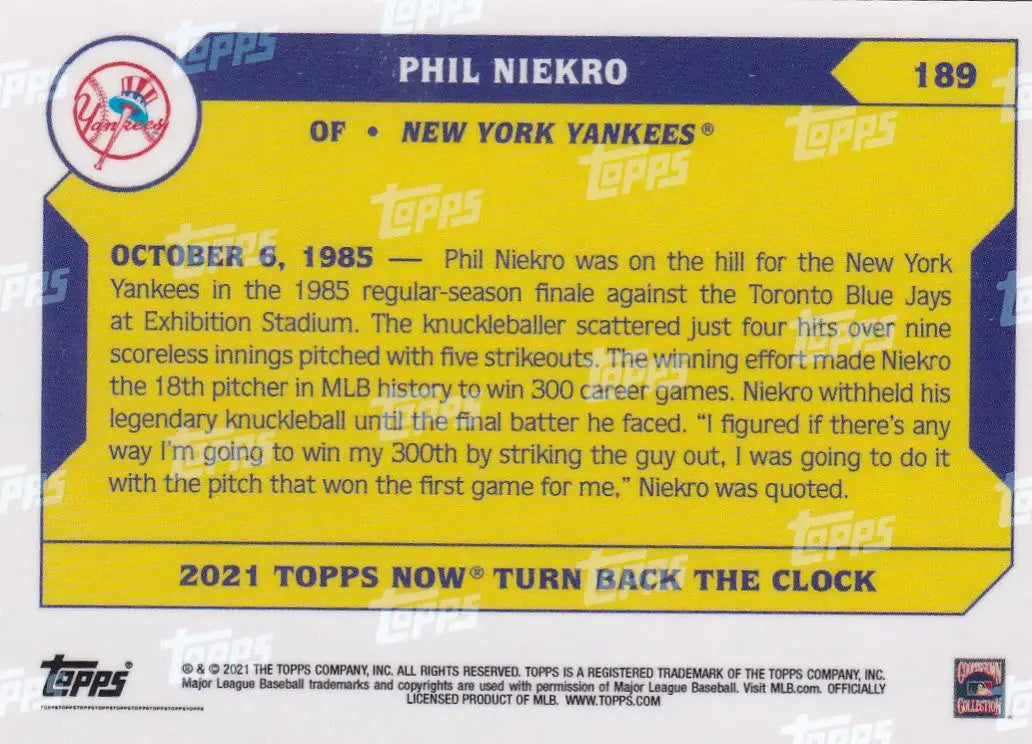 PHIL NIEKRO
189
Yankees
OF • NEW YORK YANKEES®
OCTOBER 6, 1985 — Phil Niekro was on the hill for the New York
Yankees in the 1985 regular-season finale against the Toronto Blue Jays
at Exhibition Stadium. The knuckleballer scattered just four hits over nine
scoreless innings pitched with five strikeouts. The winning effort made Niekro
the 18th pitcher in MLB history to win 300 career games. Niekro withheld his
legendary knuckleball until the final batter he faced. “I figured if there’s any
way I’m going to win my 300th by striking the guy out, I was going to do it
with the pitch that won the first game for me,” Niekro was quoted.
2021 TOPPS NOW® TURN BACK THE CLOCK
Topps®
TOPPSTOPPSTOPPSTOPPSTOPPSTOPPSTOPPSTOPPSTOPPS
® & © 2021 THE TOPPS COMPANY, INC. ALL RIGHTS RESERVED. TOPPS IS A REGISTERED TRADEMARK OF THE TOPPS COMPANY, INC.
Major League Baseball trademarks and copyrights are used with permission of Major League Baseball. Visit MLB.com. OFFICIALLY
LICENSED PRODUCT OF MLB. WWW.TOPPS.COM
COOPERSTOWN
COLLECTION